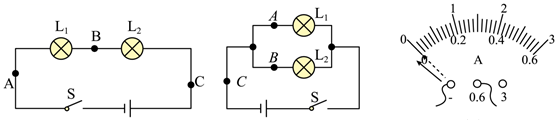 L₁ B L₂
A C
S
A L₁
B L₂
C
S
0 1 2 3
0 0.2 0.4 0.6
A
- 0.6 3